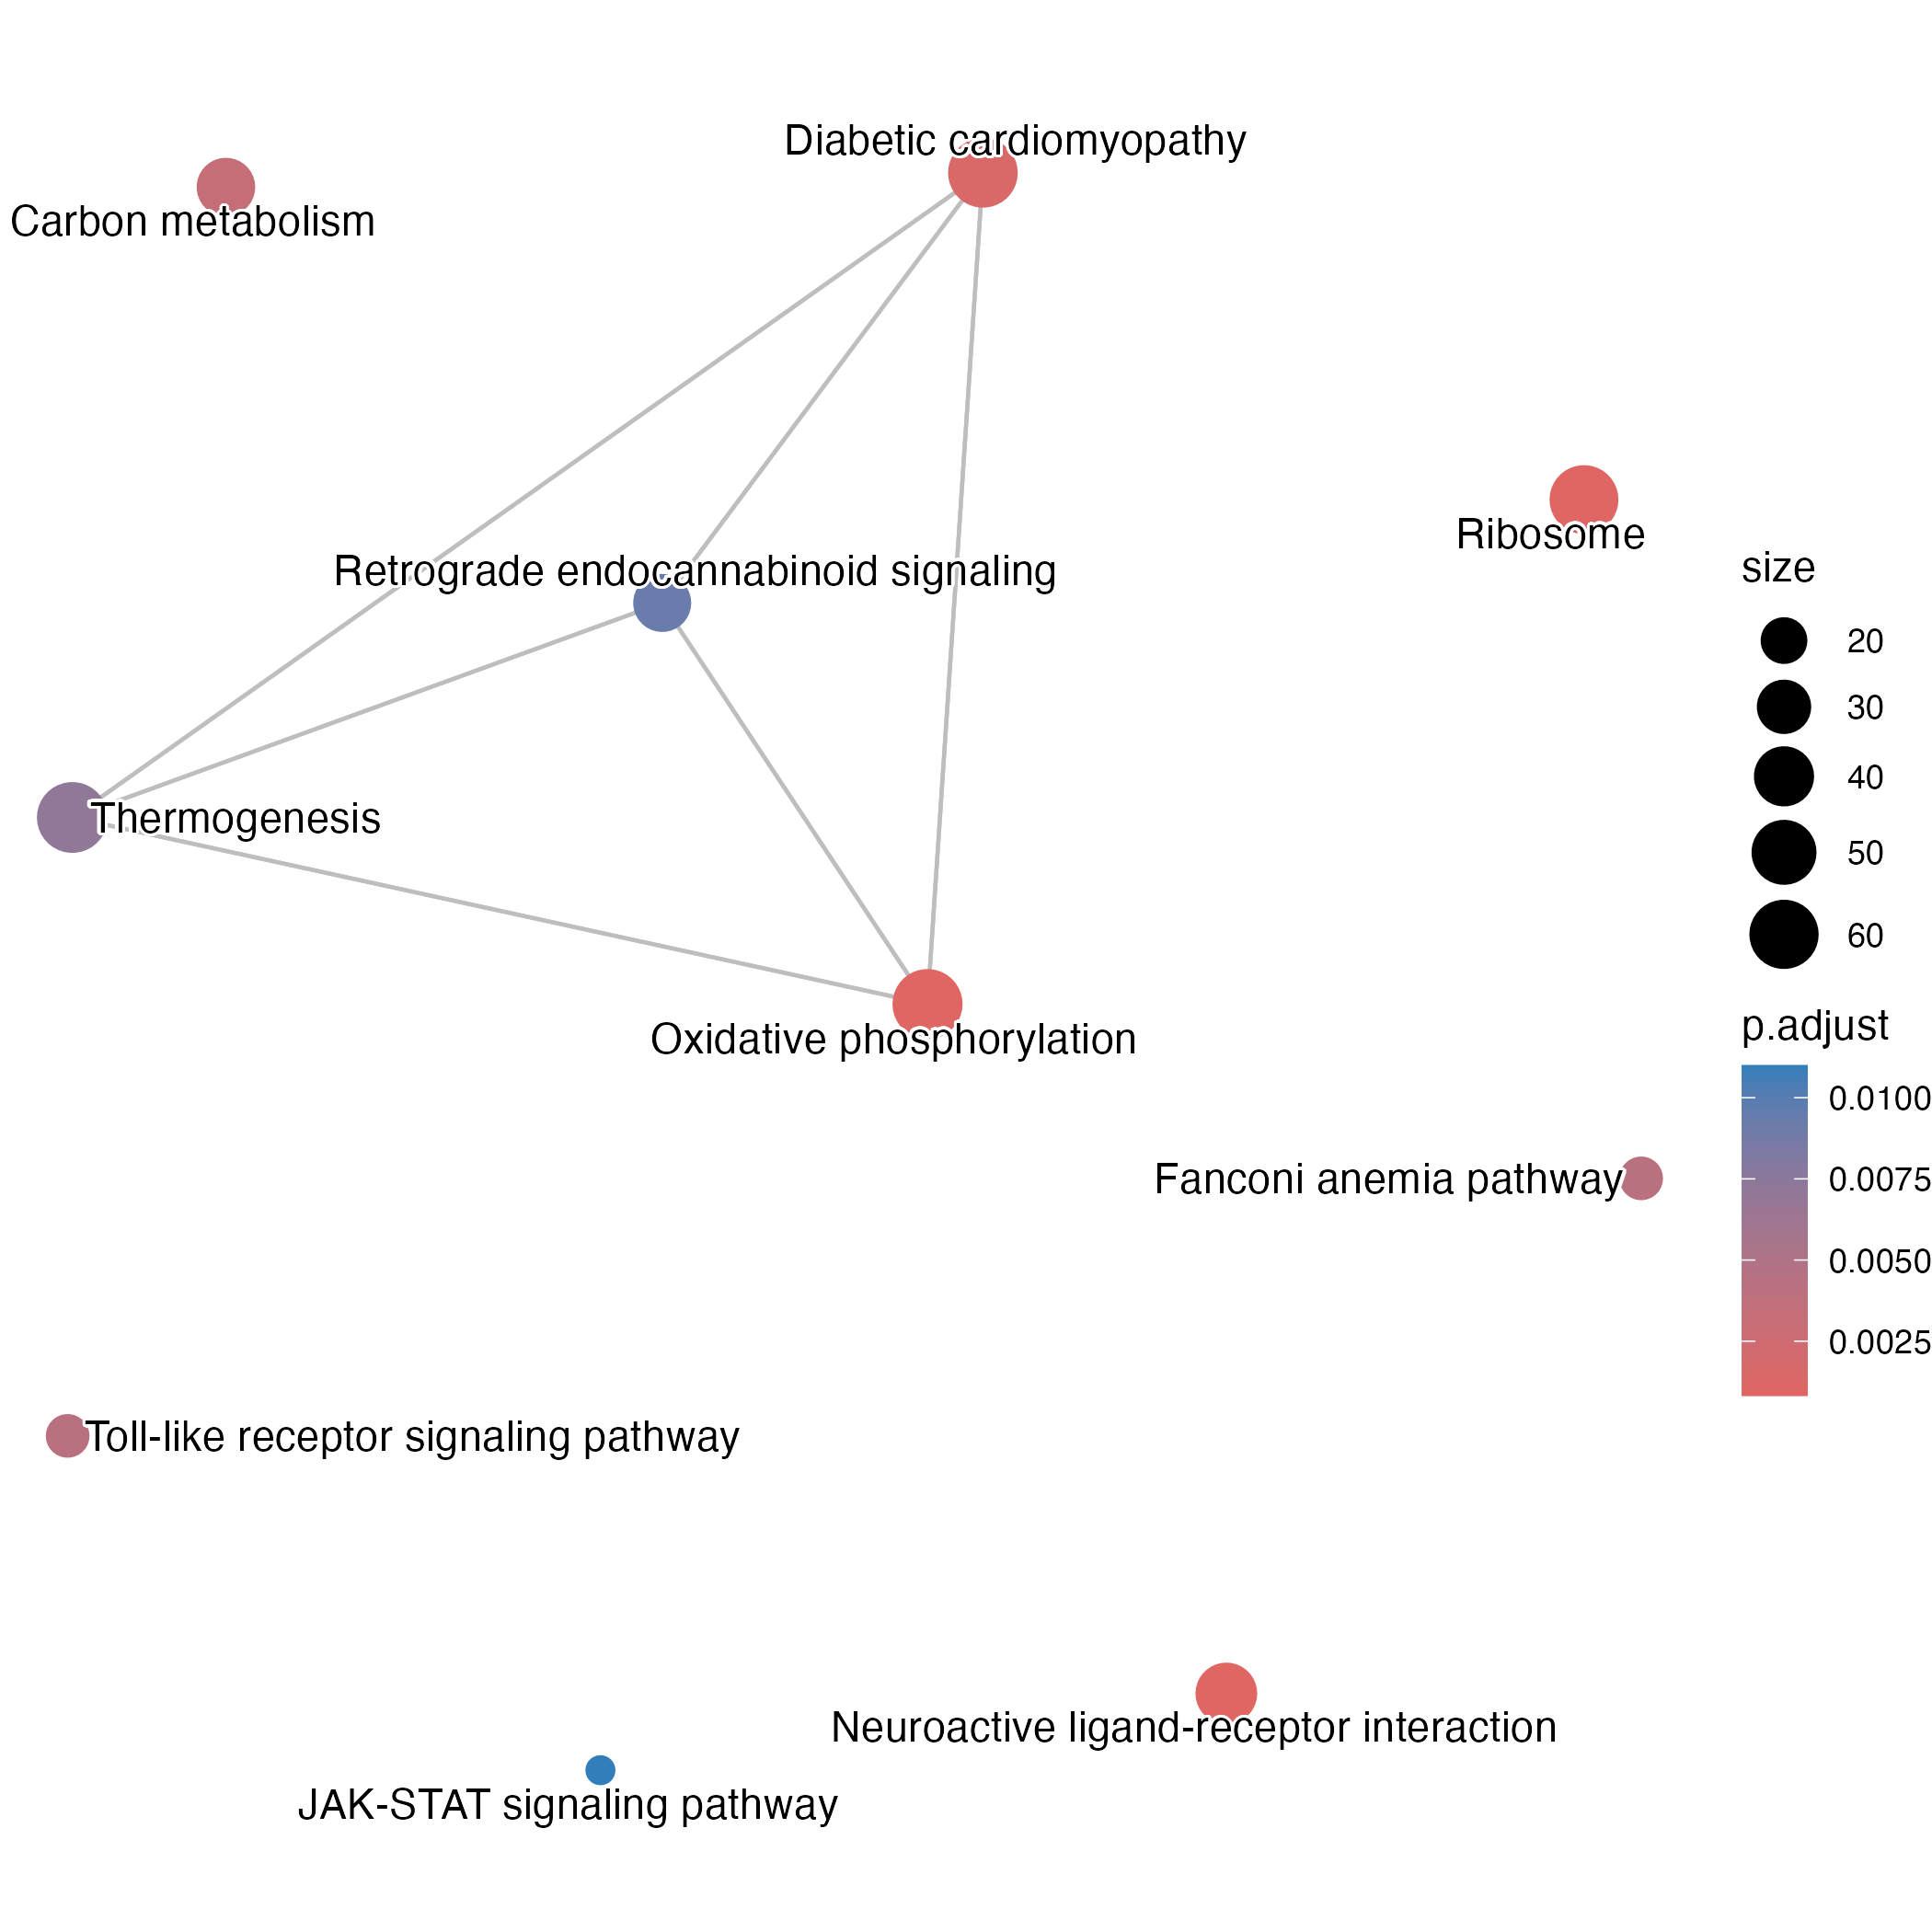 Diabetic cardiomyopathy
Carbon metabolism
Ribosome
Retrograde endocannabinoid signaling
Thermogenesis
Oxidative phosphorylation
Fanconi anemia pathway
Toll-like receptor signaling pathway
Neuroactive ligand-receptor interaction
JAK-STAT signaling pathway
size
20
30
40
50
60
p.adjust
0.0100
0.0075
0.0050
0.0025